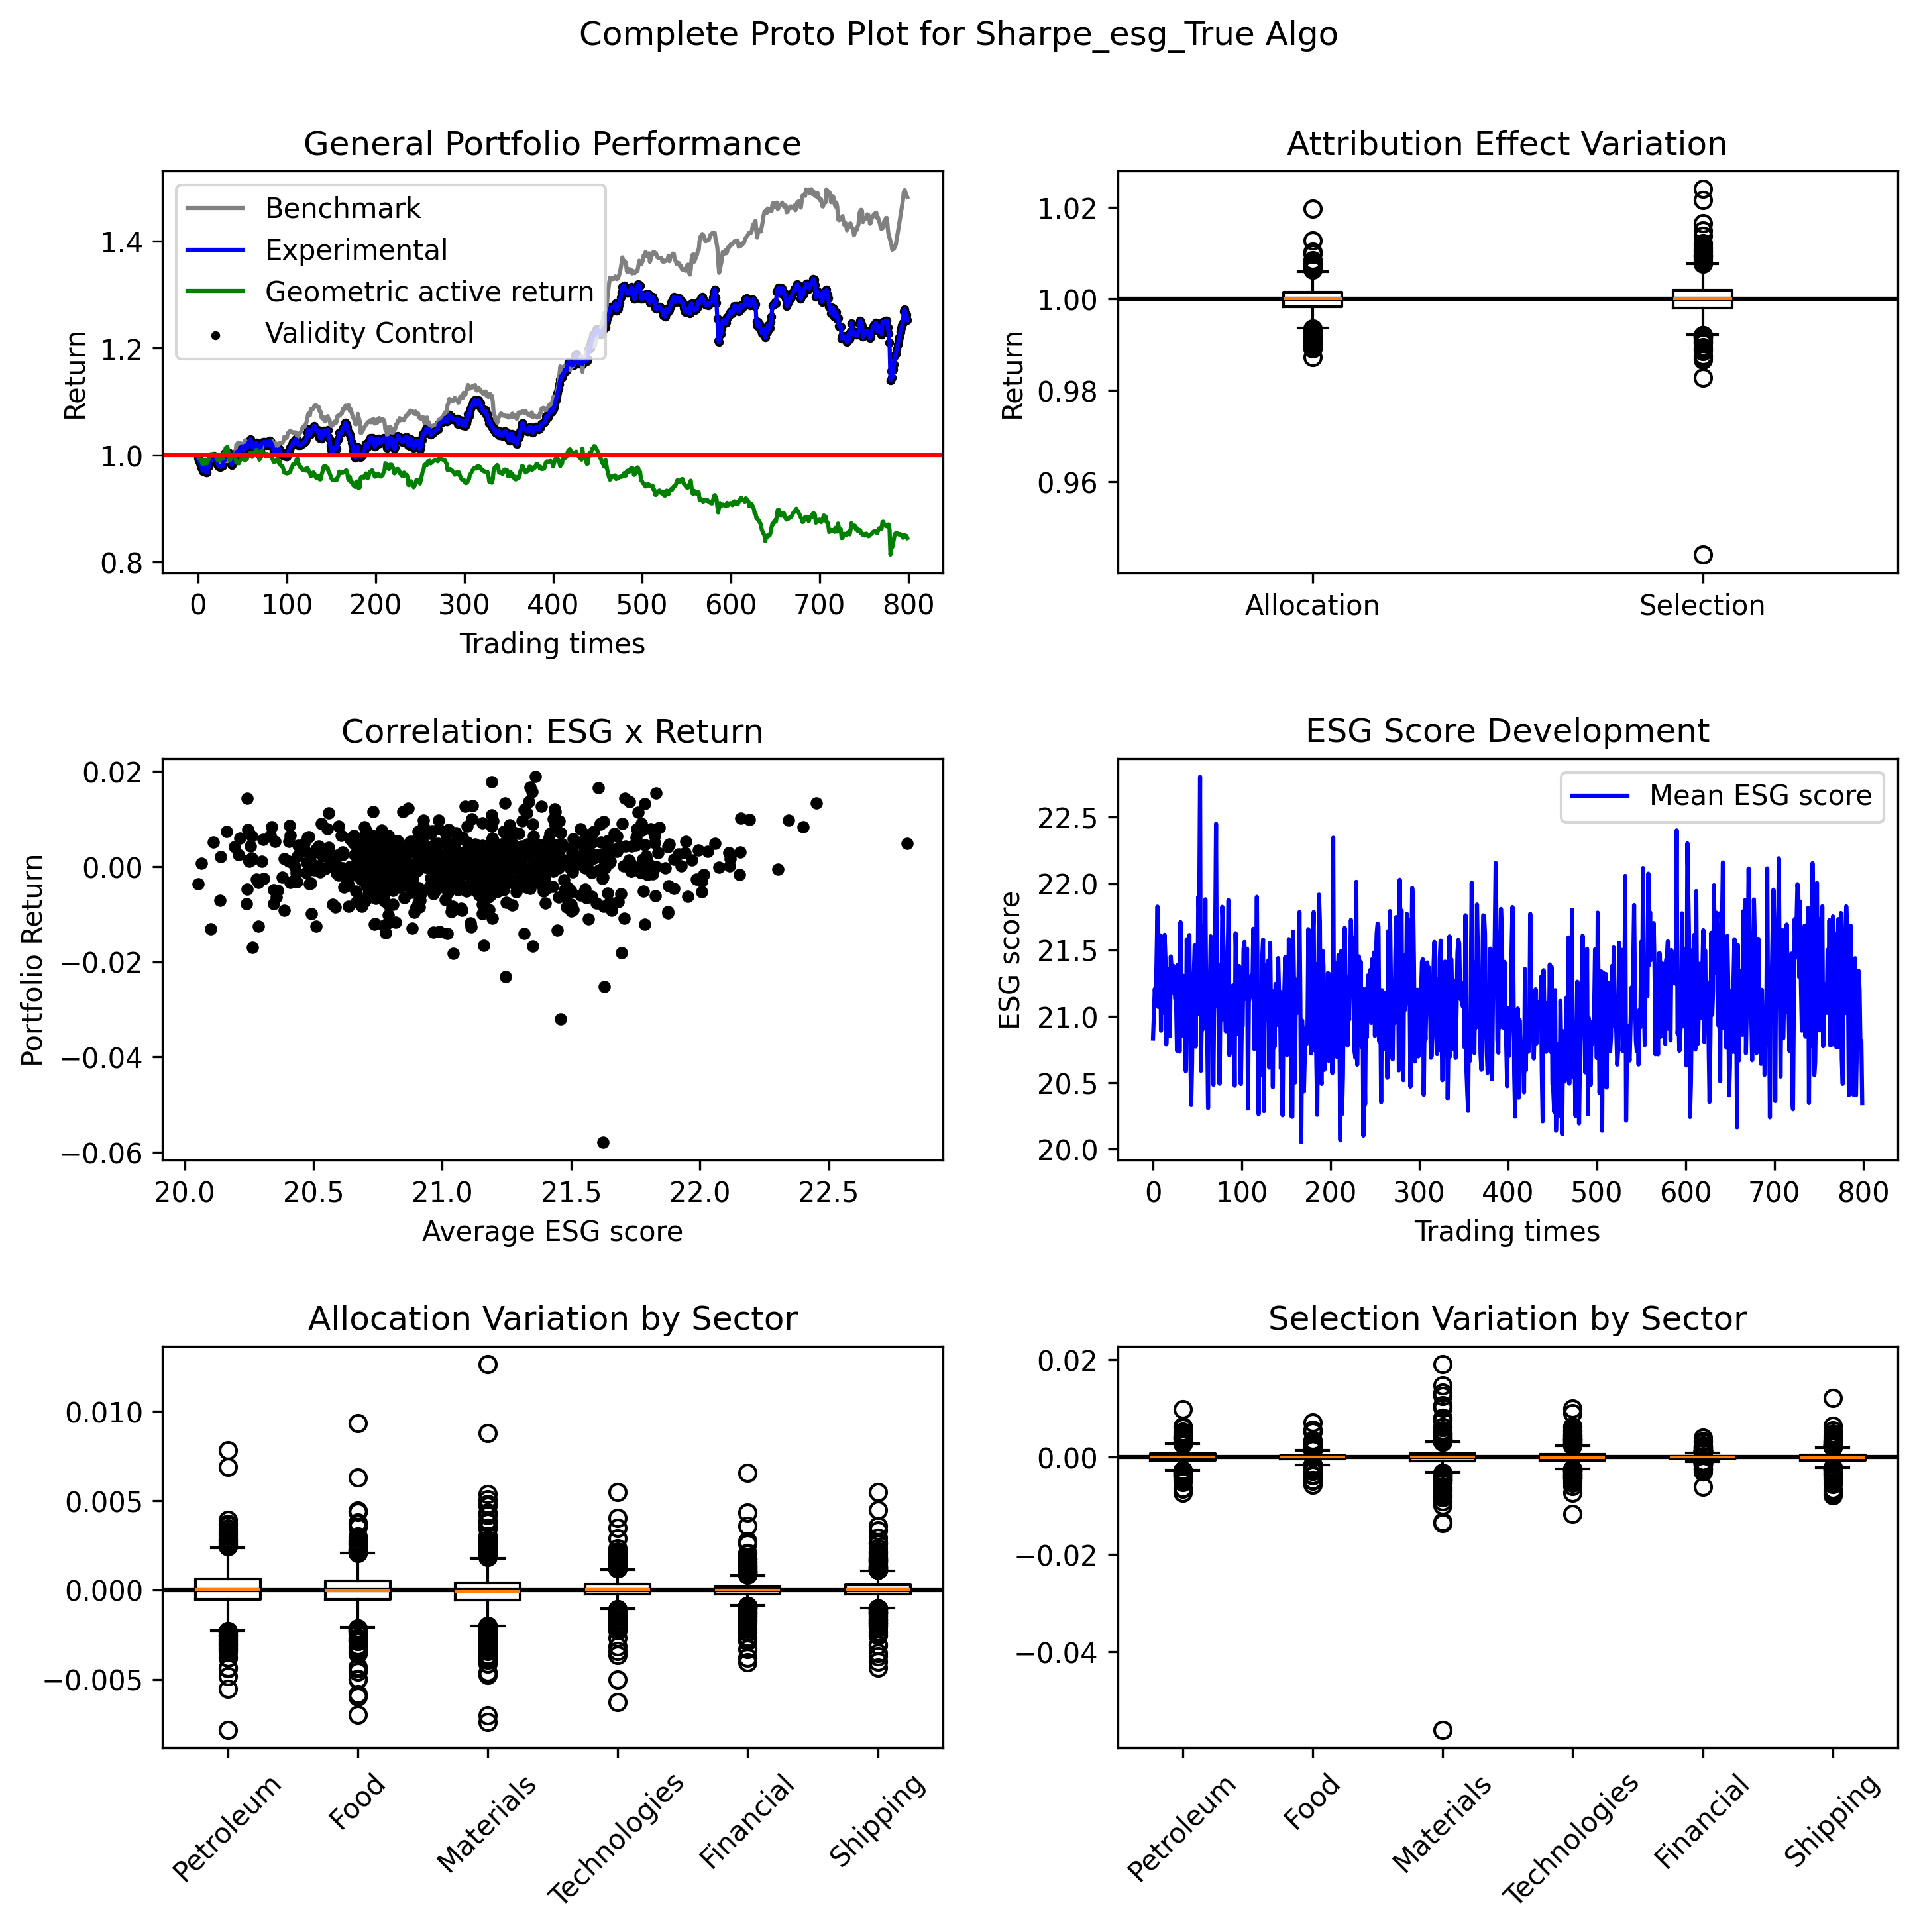 Complete Proto Plot for Sharpe_esg_True Algo
General Portfolio Performance
Benchmark
Experimental
Geometric active return
Validity Control
Return
1.4
1.2
1.0
0.8
0 100 200 300 400 500 600 700 800
Trading times
Attribution Effect Variation
Return
1.02
1.00
0.98
0.96
Allocation Selection
Correlation: ESG x Return
Portfolio Return
0.02
0.00
−0.02
−0.04
−0.06
20.0 20.5 21.0 21.5 22.0 22.5
Average ESG score
ESG Score Development
Mean ESG score
ESG score
22.5
22.0
21.5
21.0
20.5
20.0
0 100 200 300 400 500 600 700 800
Trading times
Allocation Variation by Sector
0.010
0.005
0.000
−0.005
Petroleum Food Materials Technologies Financial Shipping
Selection Variation by Sector
0.02
0.00
−0.02
−0.04
Petroleum Food Materials Technologies Financial Shipping